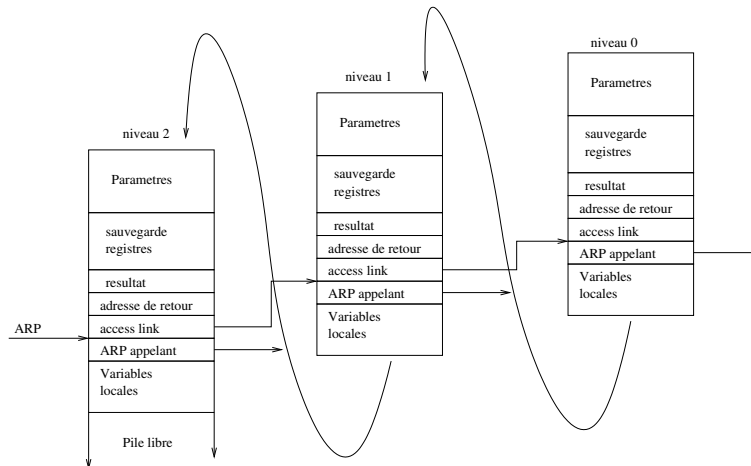 niveau 0
Parametres
sauvegarde
registres
resultat
adresse de retour
access link
ARP appelant
Variables
locales
niveau 1
Parametres
sauvegarde
registres
resultat
adresse de retour
access link
ARP appelant
Variables
locales
niveau 2
Parametres
sauvegarde
registres
resultat
adresse de retour
access link
ARP appelant
Variables
locales
Pile libre
ARP